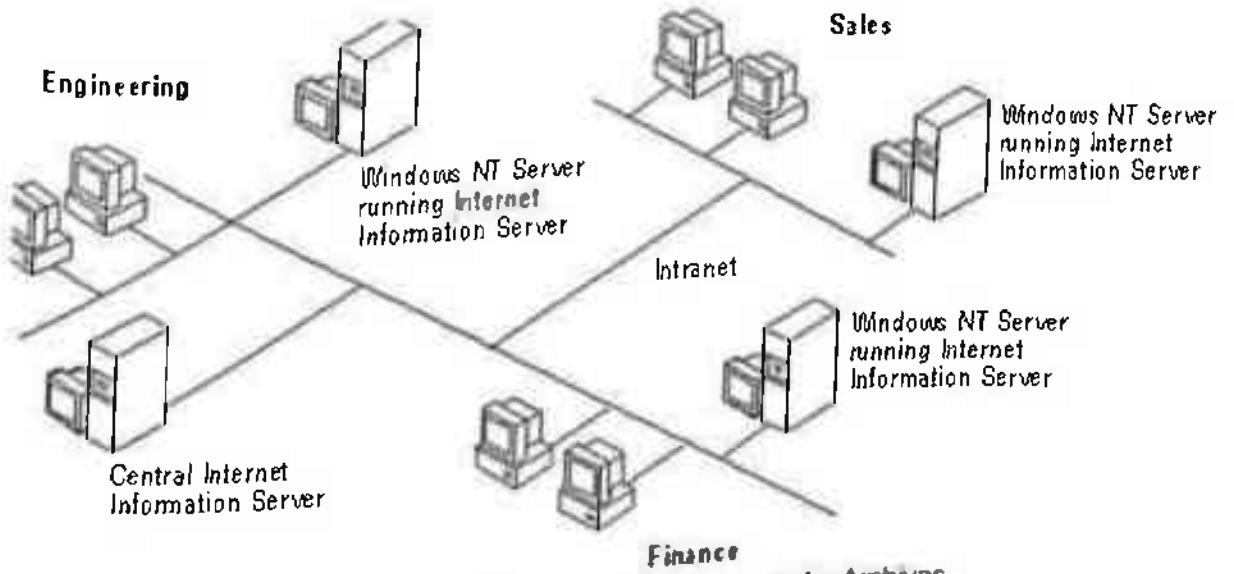 Sales
Engineering
Windows NT Server
running Internet
Information Server
Windows NT Server
running Internet
Information Server
Intranet
Windows NT Server
running Internet
Information Server
Central Internet
Information Server
Finance